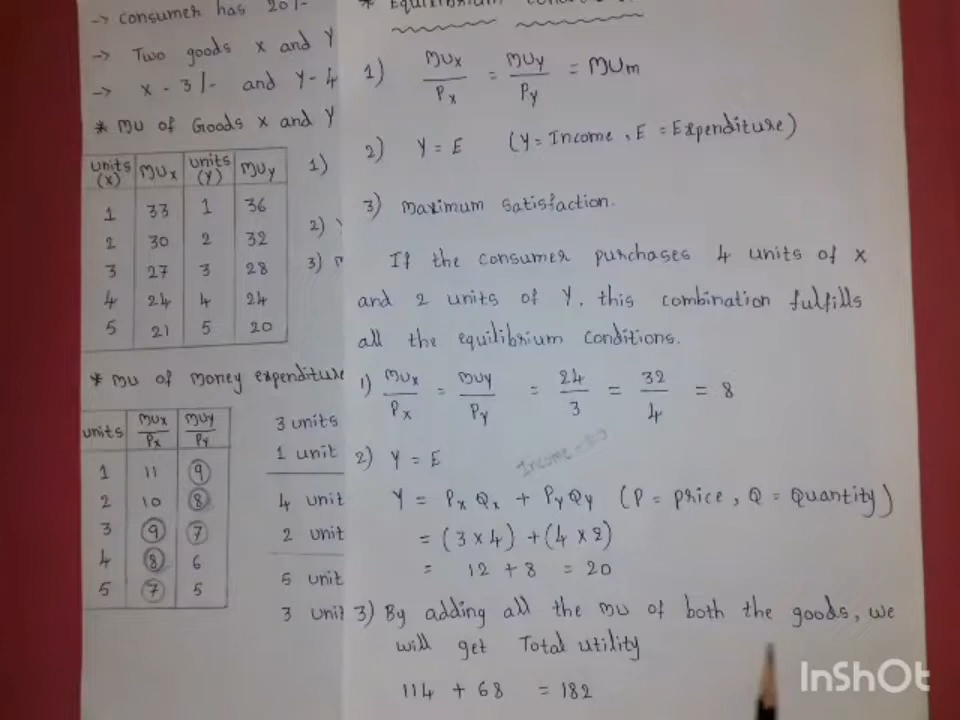 -> consumer has 20/-
-> Two goods x and y
-> x - 3/- and y - 4
* MU of Goods x and y
units (x) MUx units (y) MUy
1 33 1 36
2 30 2 32
3 27 3 28
4 24 4 24
5 21 5 20
1)
2) Y
3)
* MU of money expenditure
units MUx/Px MUy/Py
1 11 9
2 10 8
3 9 7
4 8 6
5 7 5
3 units
1 unit
4 unit
2 unit
5 unit
3 unit
* Equilibrium
1) MUx/Px = MUy/Py = MUm
2) Y = E (Y = Income, E = Expenditure)
3) Maximum satisfaction.
If the consumer purchases 4 units of x
and 2 units of y, this combination fulfills
all the equilibrium conditions.
1) MUx/Px = MUy/Py = 24/3 = 32/4 = 8
Income =
2) Y = E
Y = PxQx + PyQy (P = price, Q = Quantity)
= (3 x 4) + (4 x 2)
= 12 + 8 = 20
3) By adding all the MU of both the goods, we
will get Total utility
114 + 68 = 182
InShOt